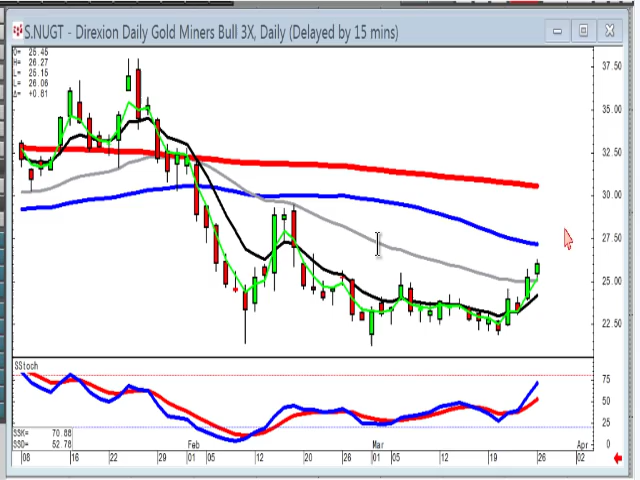 S.NUGT - Direxion Daily Gold Miners Bull 3X, Daily (Delayed by 15 mins)
O= 25.45
H= 26.27
L= 25.15
L= 26.06
Δ= +0.81
37.50
35.00
32.50
30.00
27.50
25.00
22.50
SStoch
75
50
25
0
SSK= 70.88
SSD= 52.78
Feb Mar Apr
08 16 22 29 01 05 12 20 26 01 05 12 19 26 02